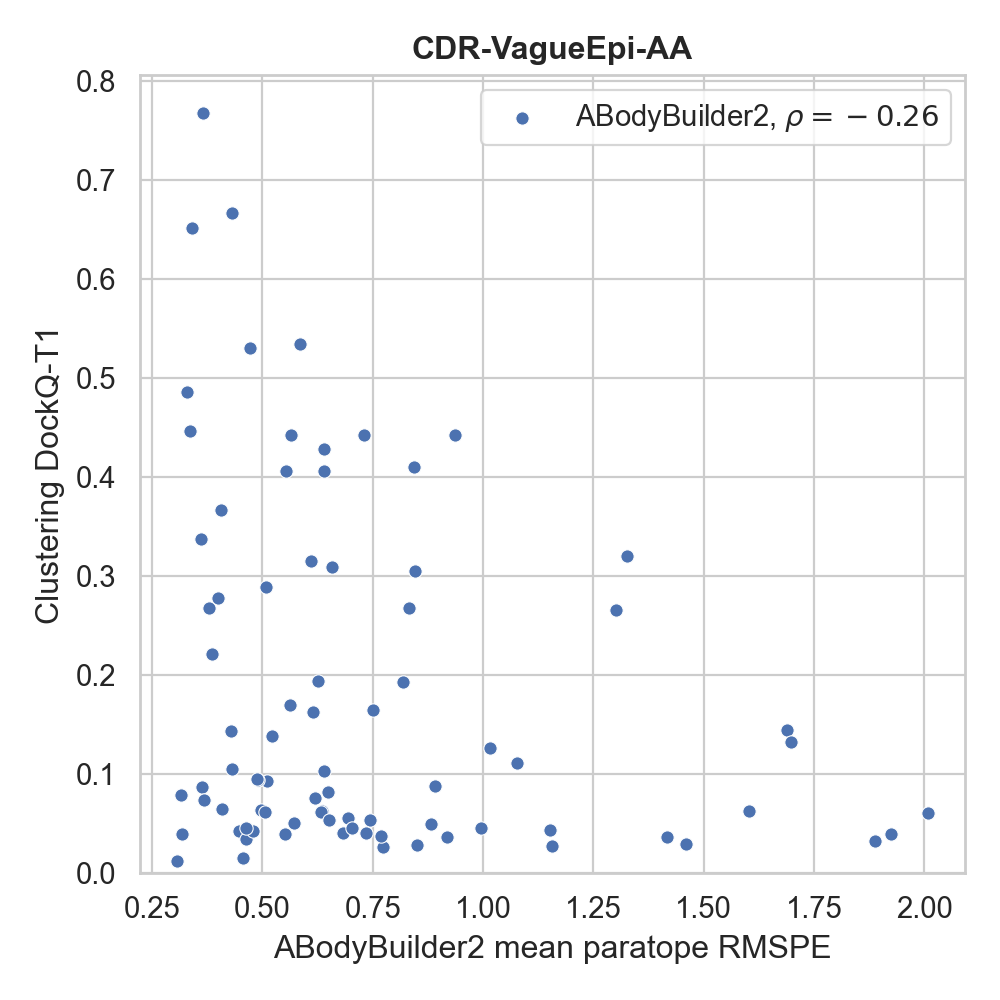 CDR-VagueEpi-AA
ABodyBuilder2, ρ = − 0.26
Clustering DockQ-T1
0.8
0.7
0.6
0.5
0.4
0.3
0.2
0.1
0.0
0.25 0.50 0.75 1.00 1.25 1.50 1.75 2.00
ABodyBuilder2 mean paratope RMSPE